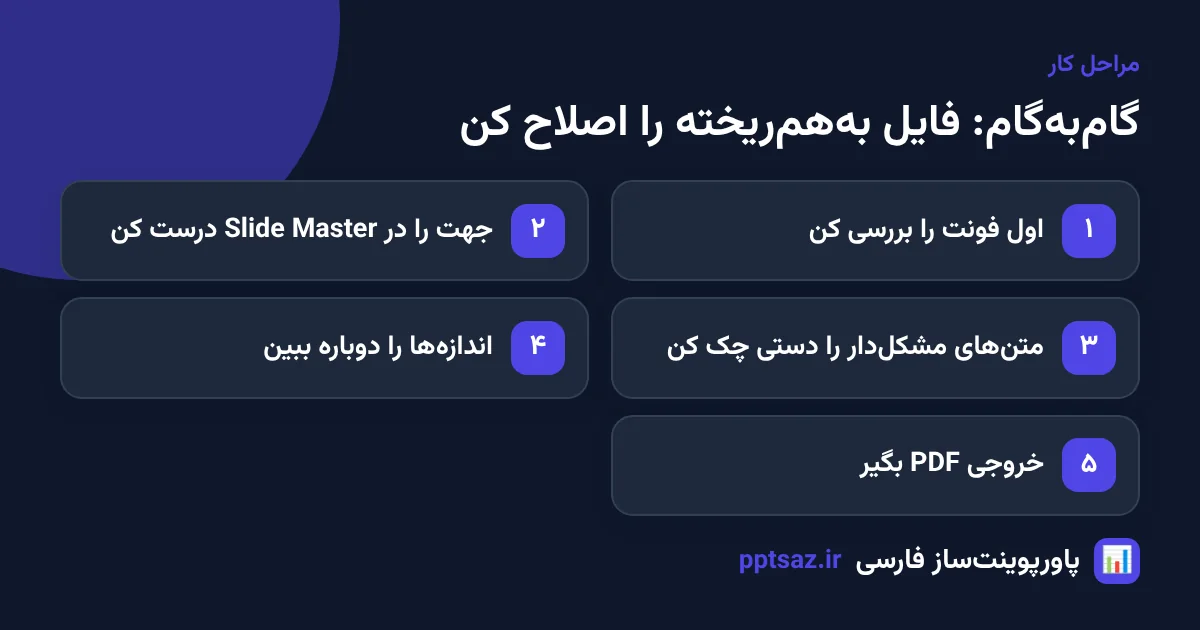 مراحل کار
گام‌به‌گام: فایل به‌هم‌ریخته را اصلاح کن
۱ اول فونت را بررسی کن
۲ جهت را در Slide Master درست کن
۳ متن‌های مشکل‌دار را دستی چک کن
۴ اندازه‌ها را دوباره ببین
۵ خروجی PDF بگیر
پاورپوینت‌ساز فارسی pptsaz.ir